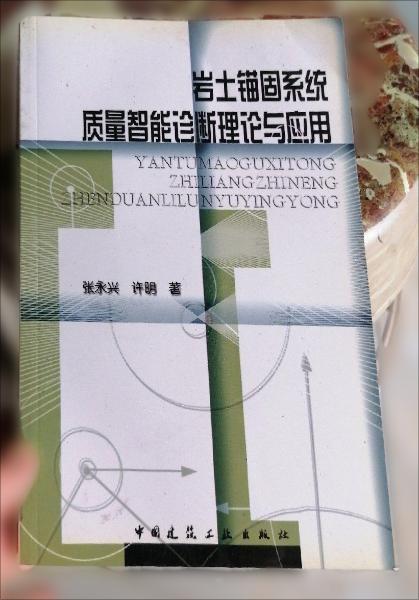 岩土锚固系统
质量智能诊断理论与应用
YANTUMAOGUXITONG
ZHILIANGZHINENG
ZHENDUANLILUNYUYINGYONG
张永兴 许明 著
中国建筑工业出版社